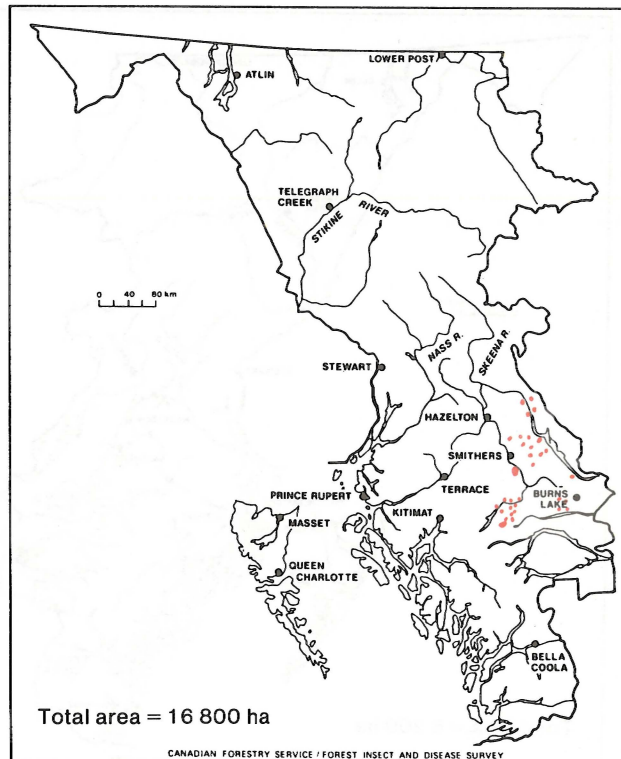 LOWER POST
ATLIN
TELEGRAPH
CREEK
STIKINE RIVER
0 40 80 km
NASS R.
SKEENA R.
STEWART
HAZELTON
SMITHERS
TERRACE
PRINCE RUPERT
KITIMAT
BURNS
LAKE
MASSET
QUEEN
CHARLOTTE
BELLA
COOLA
Total area = 16 800 ha
CANADIAN FORESTRY SERVICE / FOREST INSECT AND DISEASE SURVEY